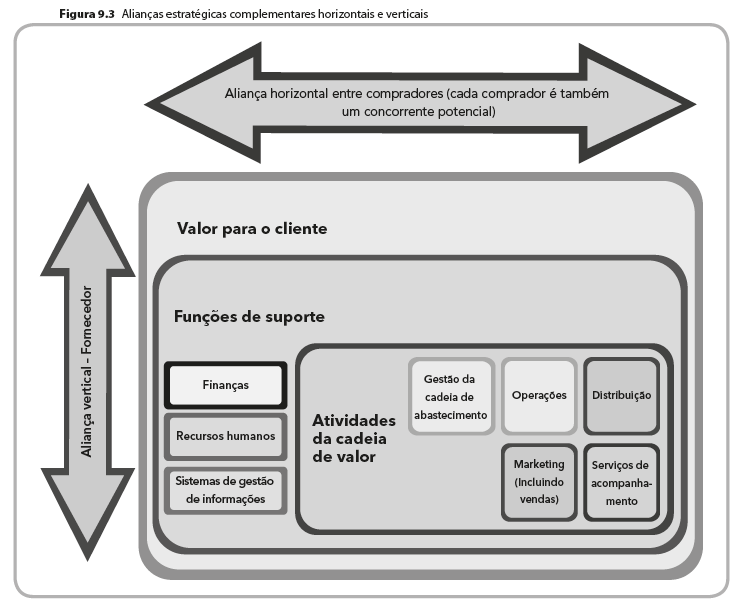 Figura 9.3 Alianças estratégicas complementares horizontais e verticais
Aliança horizontal entre compradores (cada comprador é também
um concorrente potencial)
Aliança vertical – Fornecedor
Valor para o cliente
Funções de suporte
Finanças
Recursos humanos
Sistemas de gestão
de informações
Atividades
da cadeia
de valor
Gestão da
cadeia de
abastecimento
Operações
Distribuição
Marketing
(Incluindo
vendas)
Serviços de
acompanha-
mento